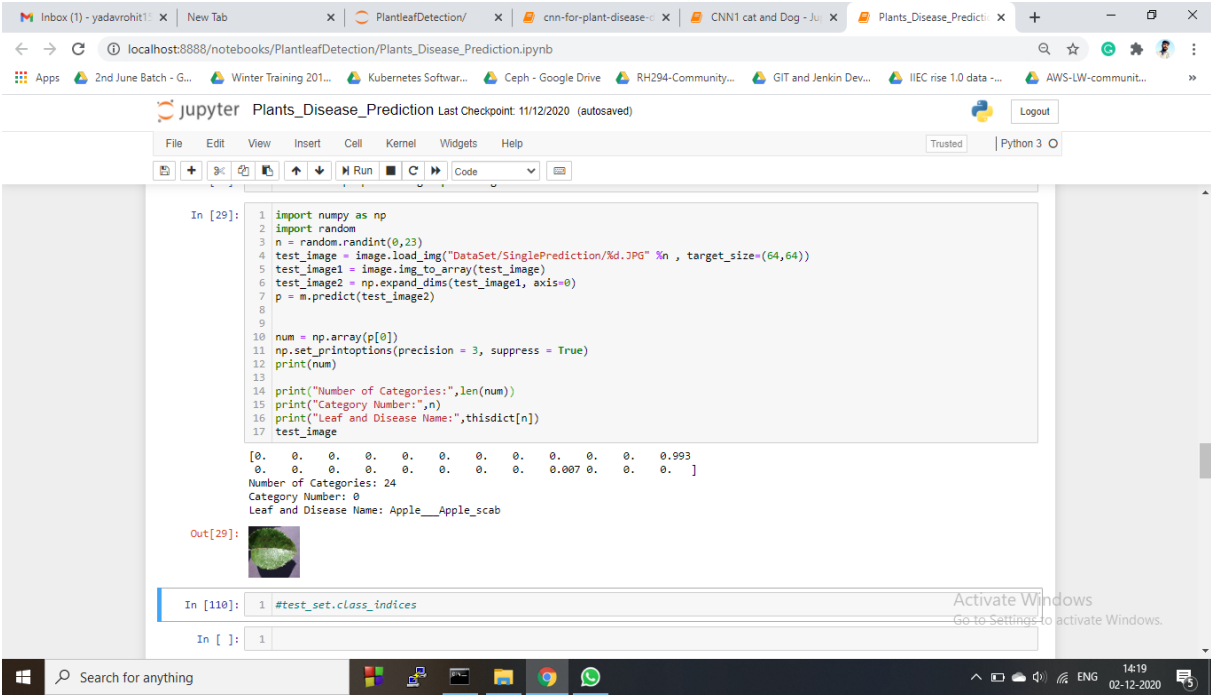 Inbox (1) - yadavrohit15
New Tab
PlantleafDetection/
cnn-for-plant-disease-d
CNN1 cat and Dog - Ju
Plants_Disease_Predictio
localhost:8888/notebooks/PlantleafDetection/Plants_Disease_Prediction.ipynb
Apps 2nd June Batch - G... Winter Training 201... Kubernetes Softwar... Ceph - Google Drive RH294-Community... GIT and Jenkin Dev... IIEC rise 1.0 data -... AWS-LW-communit... »
jupyter Plants_Disease_Prediction Last Checkpoint: 11/12/2020 (autosaved) Logout
File Edit View Insert Cell Kernel Widgets Help Trusted Python 3
Run Code
In [29]:
1 import numpy as np
2 import random
3 n = random.randint(0,23)
4 test_image = image.load_img("DataSet/SinglePrediction/%d.JPG" %n , target_size=(64,64))
5 test_image1 = image.img_to_array(test_image)
6 test_image2 = np.expand_dims(test_image1, axis=0)
7 p = m.predict(test_image2)
8
9
10 num = np.array(p[0])
11 np.set_printoptions(precision = 3, suppress = True)
12 print(num)
13
14 print("Number of Categories:",len(num))
15 print("Category Number:",n)
16 print("Leaf and Disease Name:",thisdict[n])
17 test_image
[0. 0. 0. 0. 0. 0. 0. 0. 0. 0. 0. 0.993
0. 0. 0. 0. 0. 0. 0. 0. 0.007 0. 0. 0. ]
Number of Categories: 24
Category Number: 0
Leaf and Disease Name: Apple___Apple_scab
Out[29]:
In [110]: 1 #test_set.class_indices
In [ ]: 1
Activate Windows
Go to Settings to activate Windows.
Search for anything
ENG
14:19
02-12-2020
5